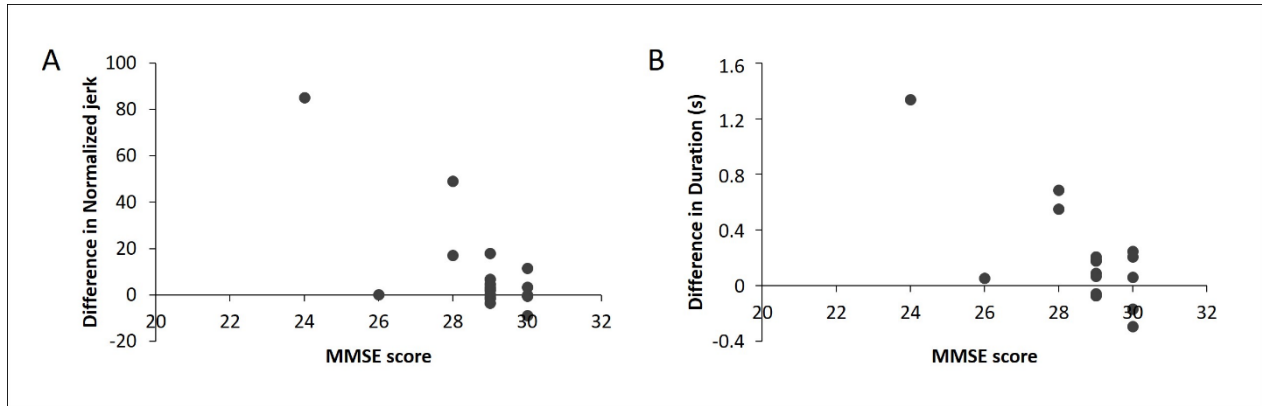 A
Difference in Normalized jerk
100
80
60
40
20
0
-20
20 22 24 26 28 30 32
MMSE score
B
Difference in Duration (s)
1.6
1.2
0.8
0.4
0
-0.4
20 22 24 26 28 30 32
MMSE score